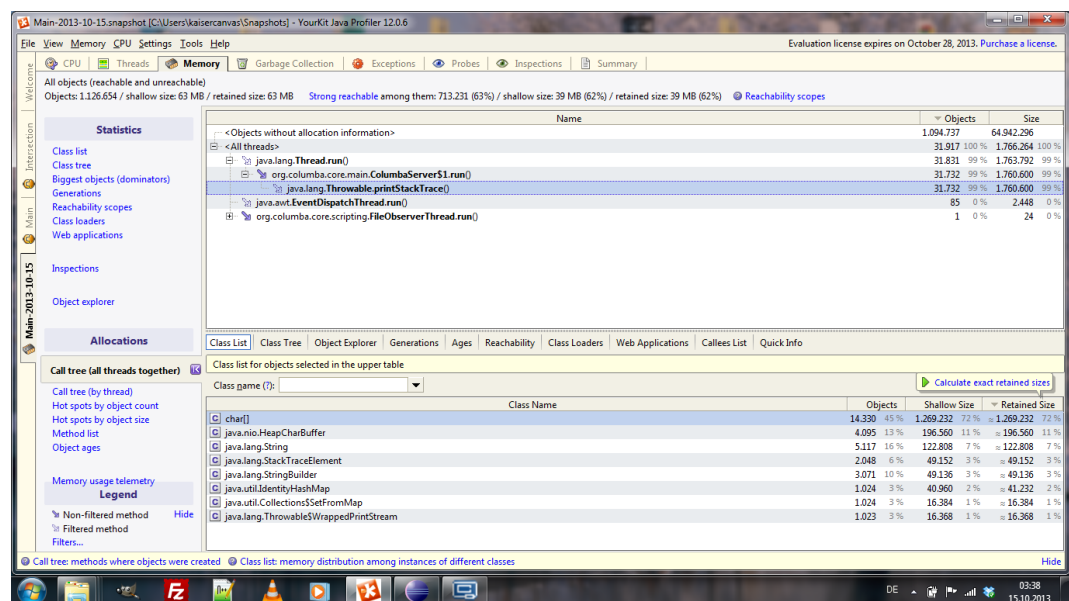 Main-2013-10-15.snapshot [C:\Users\kaisercanvas\Snapshots] - YourKit Java Profiler 12.0.6
File View Memory CPU Settings Tools Help
Evaluation license expires on October 28, 2013. Purchase a license.
CPU Threads Memory Garbage Collection Exceptions Probes Inspections Summary
Welcome
Intersection
Main
Main-2013-10-15
All objects (reachable and unreachable)
Objects: 1.126.654 / shallow size: 63 MB / retained size: 63 MB Strong reachable among them: 713.231 (63%) / shallow size: 39 MB (62%) / retained size: 39 MB (62%) Reachability scopes
Statistics
Class list
Class tree
Biggest objects (dominators)
Generations
Reachability scopes
Class loaders
Web applications
Inspections
Object explorer
Allocations
Call tree (all threads together)
Call tree (by thread)
Hot spots by object count
Hot spots by object size
Method list
Object ages
Memory usage telemetry
Legend
Non-filtered method Hide
Filtered method
Filters...
Name Objects Size
<Objects without allocation information> 1.094.737 64.942.296
<All threads> 31.917 100 % 1.766.264 100 %
java.lang.Thread.run() 31.831 99 % 1.763.792 99 %
org.columba.core.main.ColumbaServer$1.run() 31.732 99 % 1.760.600 99 %
java.lang.Throwable.printStackTrace() 31.732 99 % 1.760.600 99 %
java.awt.EventDispatchThread.run() 85 0 % 2.448 0 %
org.columba.core.scripting.FileObserverThread.run() 1 0 % 24 0 %
Class List Class Tree Object Explorer Generations Ages Reachability Class Loaders Web Applications Callees List Quick Info
Class list for objects selected in the upper table
Class name (?):
Calculate exact retained sizes
Class Name Objects Shallow Size Retained Size
char[] 14.330 45 % 1.269.232 72 % ≈ 1.269.232 72 %
java.nio.HeapCharBuffer 4.095 13 % 196.560 11 % ≈ 196.560 11 %
java.lang.String 5.117 16 % 122.808 7 % ≈ 122.808 7 %
java.lang.StackTraceElement 2.048 6 % 49.152 3 % ≈ 49.152 3 %
java.lang.StringBuilder 3.071 10 % 49.136 3 % ≈ 49.136 3 %
java.util.IdentityHashMap 1.024 3 % 40.960 2 % ≈ 41.232 2 %
java.util.Collections$SetFromMap 1.024 3 % 16.384 1 % ≈ 16.384 1 %
java.lang.Throwable$WrappedPrintStream 1.023 3 % 16.368 1 % ≈ 16.368 1 %
Call tree: methods where objects were created Class list: memory distribution among instances of different classes Hide
DE
03:38
15.10.2013